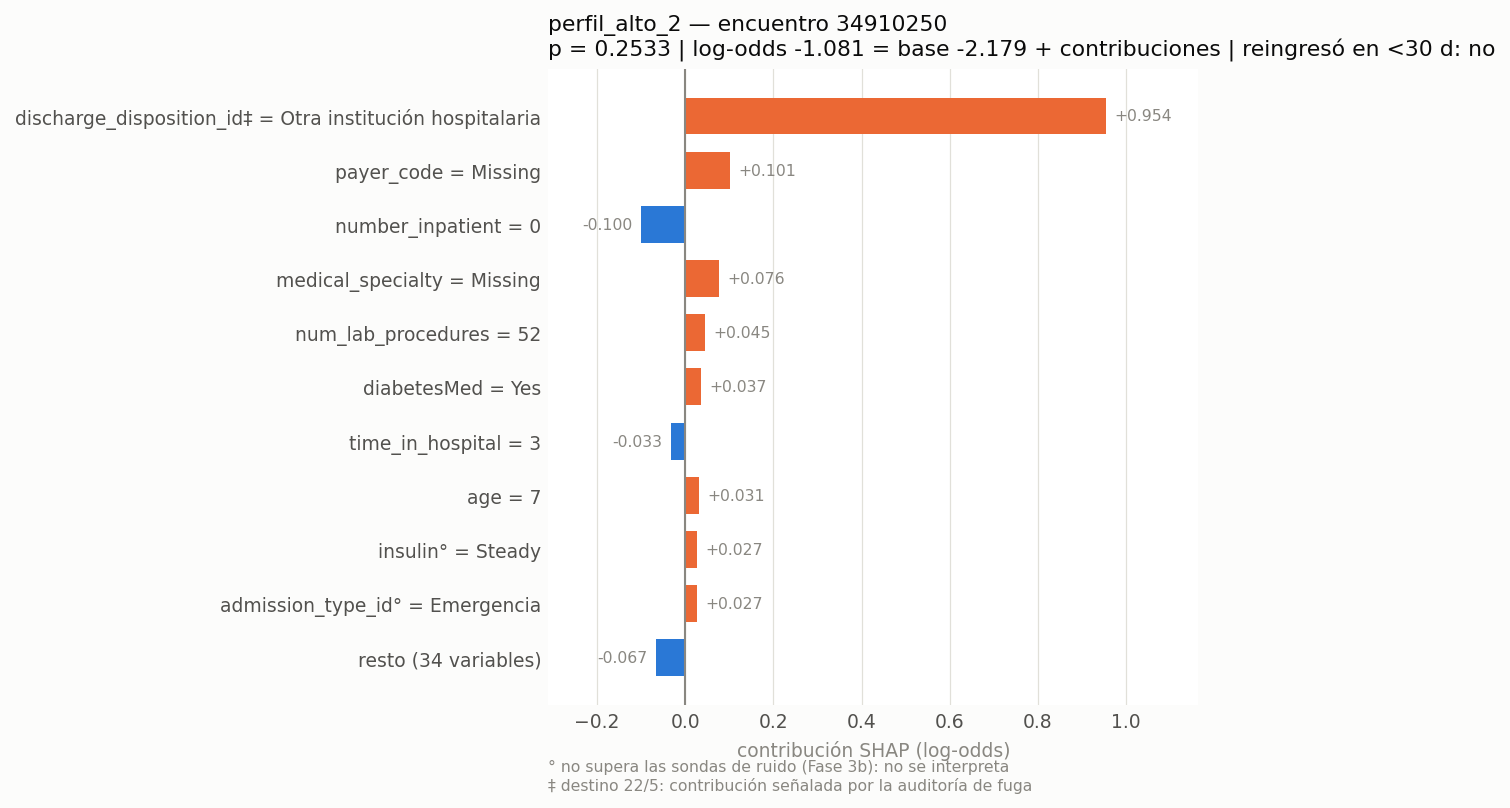 perfil_alto_2 — encuentro 34910250
p = 0.2533 | log-odds -1.081 = base -2.179 + contribuciones | reingresó en <30 d: no
discharge_disposition_id‡ = Otra institución hospitalaria +0.954
payer_code = Missing +0.101
number_inpatient = 0 -0.100
medical_specialty = Missing +0.076
num_lab_procedures = 52 +0.045
diabetesMed = Yes +0.037
time_in_hospital = 3 -0.033
age = 7 +0.031
insulin° = Steady +0.027
admission_type_id° = Emergencia +0.027
resto (34 variables) -0.067
−0.2 0.0 0.2 0.4 0.6 0.8 1.0
contribución SHAP (log-odds)
° no supera las sondas de ruido (Fase 3b): no se interpreta
‡ destino 22/5: contribución señalada por la auditoría de fuga